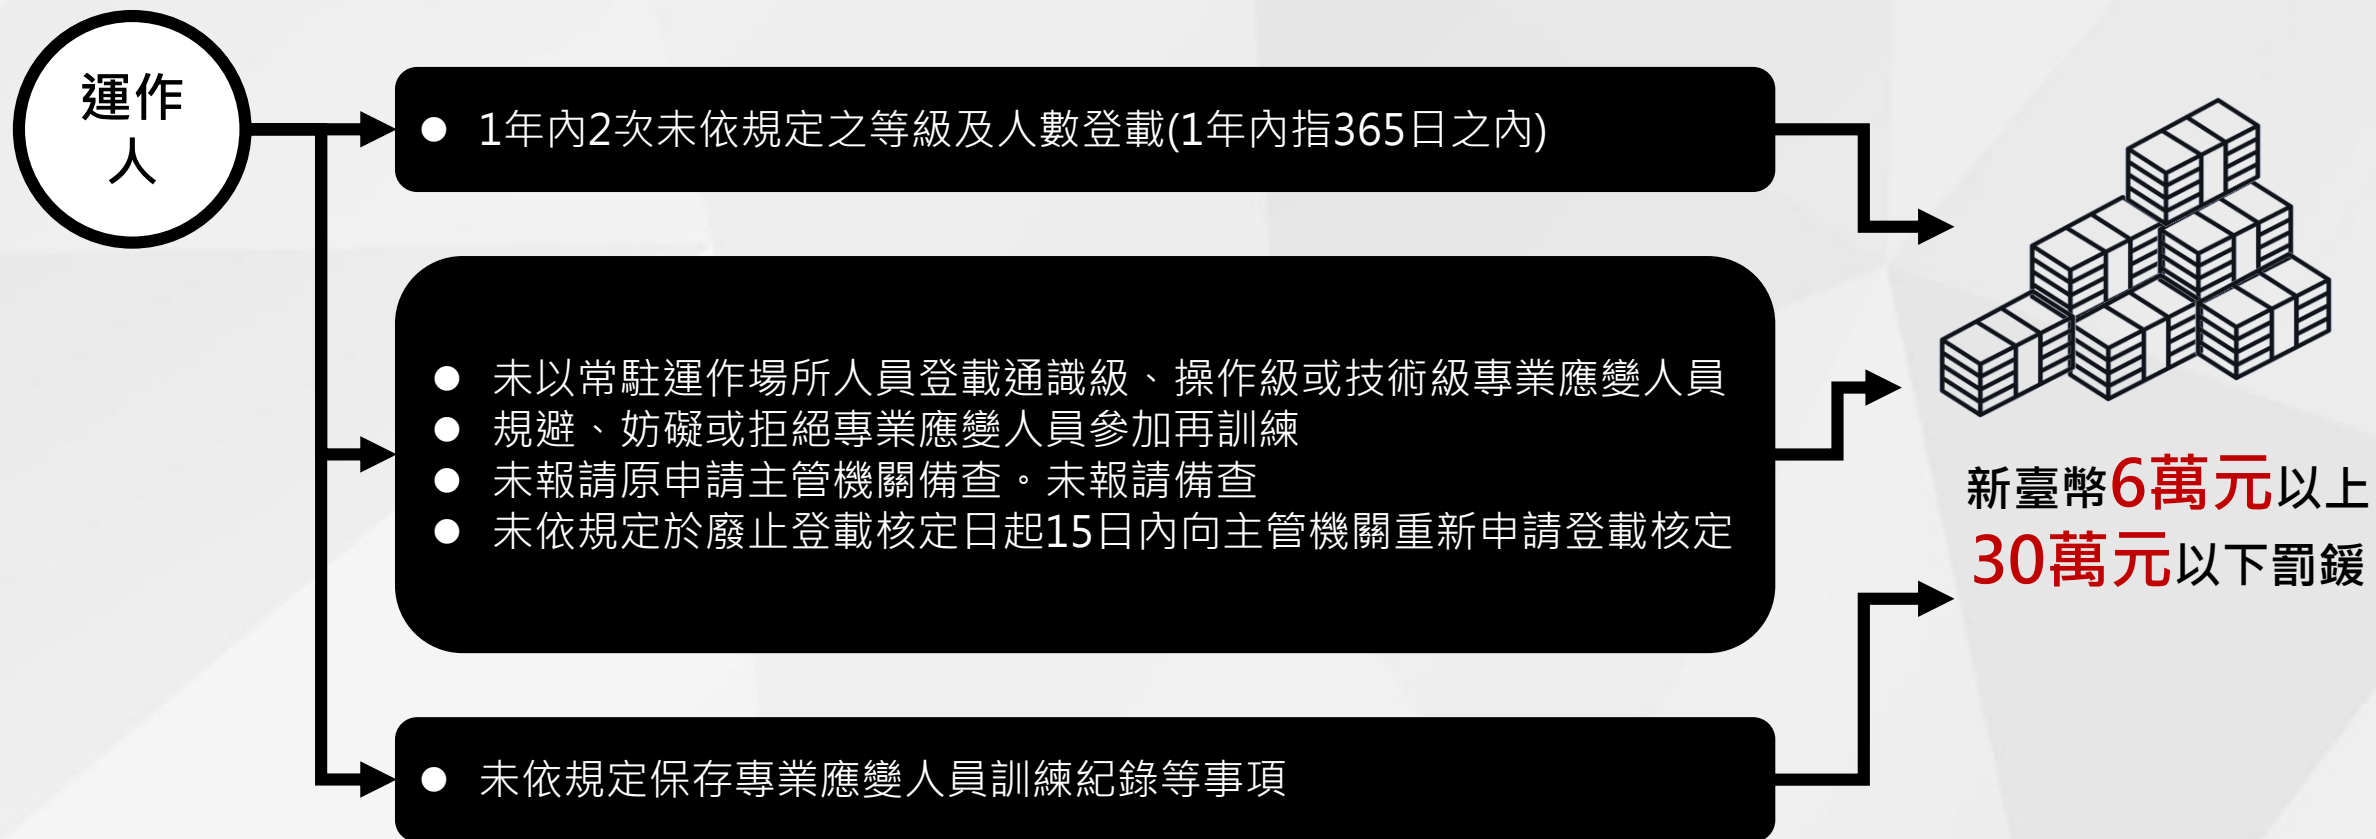 運作
人
● 1年內2次未依規定之等級及人數登載(1年內指365日之內)
● 未以常駐運作場所人員登載通識級、操作級或技術級專業應變人員
● 規避、妨礙或拒絕專業應變人員參加再訓練
● 未報請原申請主管機關備查。未報請備查
● 未依規定於廢止登載核定日起15日內向主管機關重新申請登載核定
● 未依規定保存專業應變人員訓練紀錄等事項
新臺幣6萬元以上
30萬元以下罰鍰